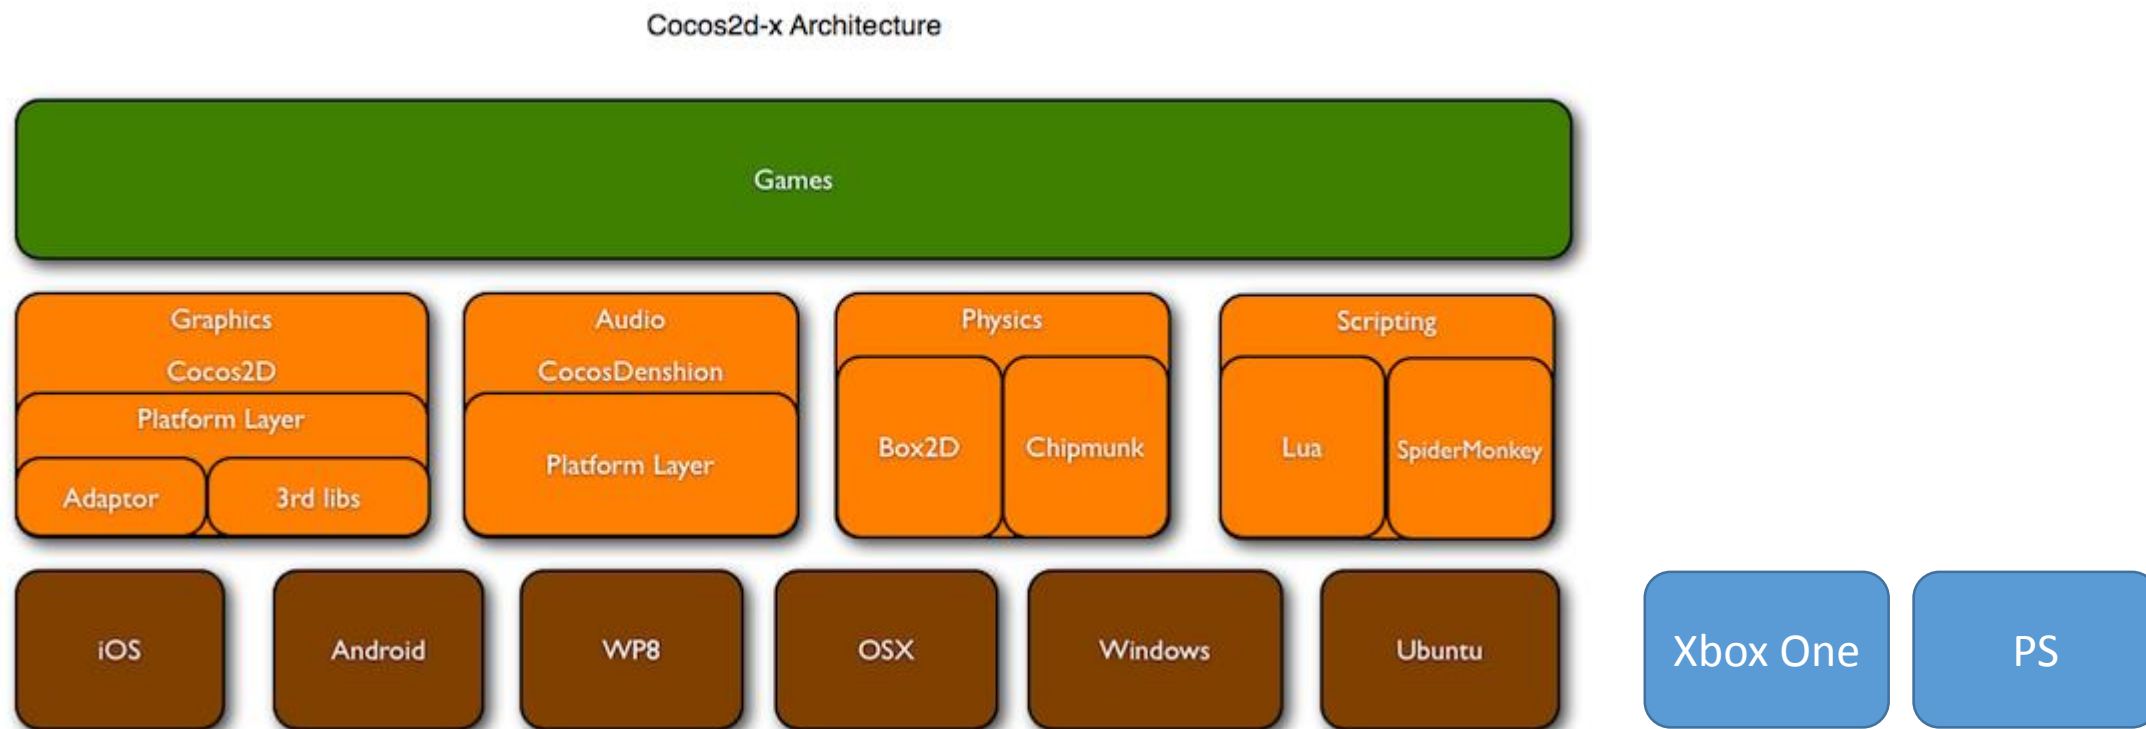 Cocos2d-x Architecture
Games
Graphics
Cocos2D
Platform Layer
Adaptor
3rd libs
Audio
CocosDenshion
Platform Layer
Physics
Box2D
Chipmunk
Scripting
Lua
SpiderMonkey
iOS
Android
WP8
OSX
Windows
Ubuntu
Xbox One
PS